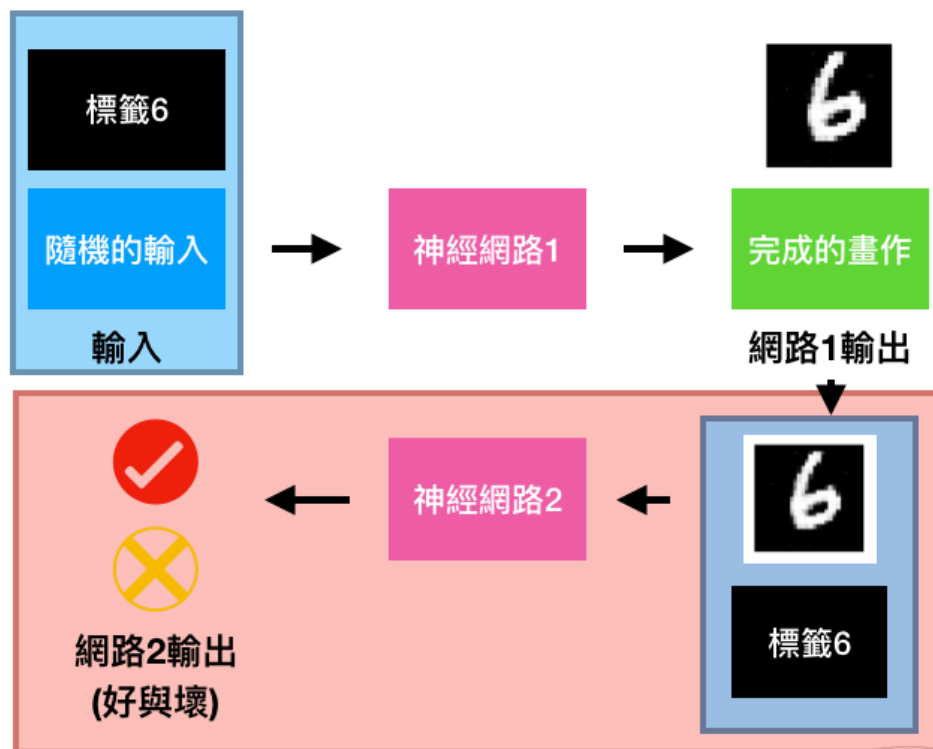 標籤6
6
隨機的輸入
神經網路1
完成的畫作
輸入
網路1輸出
6
神經網路2
標籤6
網路2輸出
(好與壞)